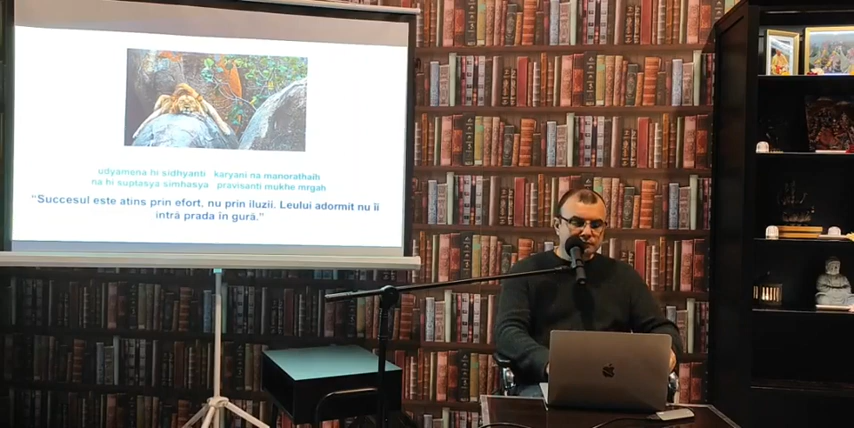 udyamena hi sidhyanti karyani na manorathaih
na hi suptasya simhasya pravisanti mukhe mrgah
"Succesul este atins prin efort, nu prin iluzii. Leului adormit nu îi
intră prada în gură."